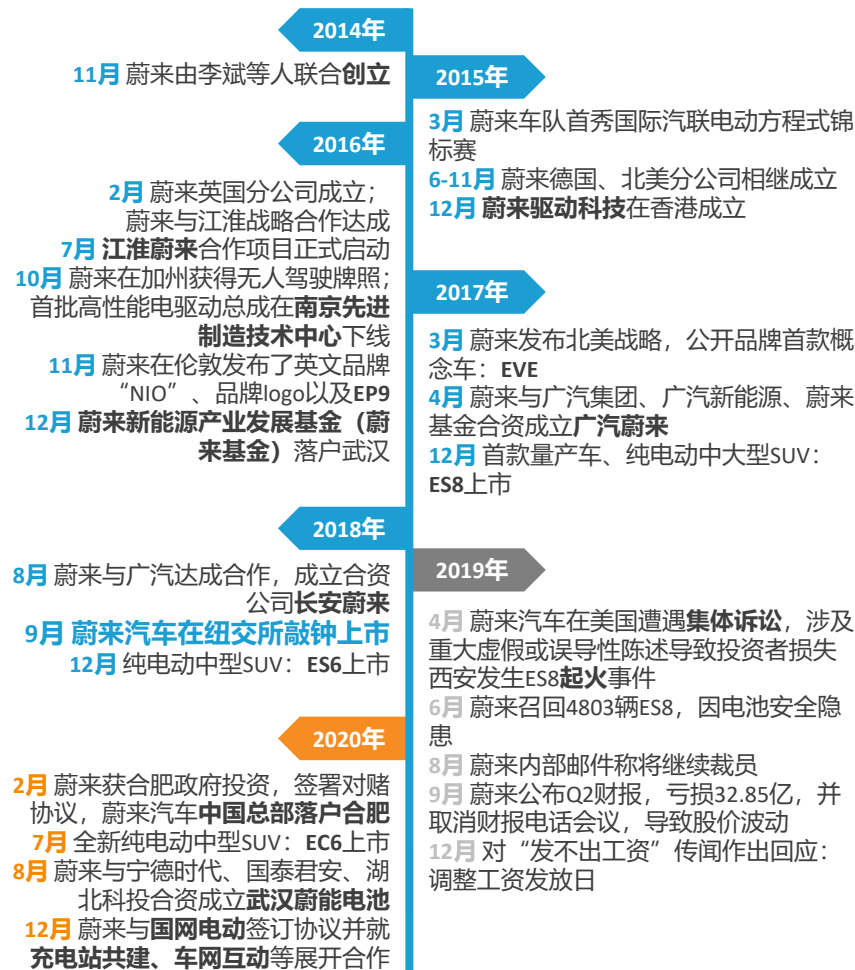 2014年
11月 蔚来由李斌等人联合创立
2015年
3月 蔚来车队首秀国际汽联电动方程式锦
标赛
6-11月 蔚来德国、北美分公司相继成立
12月 蔚来驱动科技在香港成立
2016年
2月 蔚来英国分公司成立；
蔚来与江淮战略合作达成
7月 江淮蔚来合作项目正式启动
10月 蔚来在加州获得无人驾驶牌照；
首批高性能电驱动总成在南京先进
制造技术中心下线
11月 蔚来在伦敦发布了英文品牌
“NIO”、品牌logo以及EP9
12月 蔚来新能源产业发展基金（蔚
来基金）落户武汉
2017年
3月 蔚来发布北美战略，公开品牌首款概
念车：EVE
4月 蔚来与广汽集团、广汽新能源、蔚来
基金合资成立广汽蔚来
12月 首款量产车、纯电动中大型SUV：
ES8上市
2018年
8月 蔚来与广汽达成合作，成立合资
公司长安蔚来
9月 蔚来汽车在纽交所敲钟上市
12月 纯电动中型SUV：ES6上市
2019年
4月 蔚来汽车在美国遭遇集体诉讼，涉及
重大虚假或误导性陈述导致投资者损失
西安发生ES8起火事件
6月 蔚来召回4803辆ES8，因电池安全隐
患
8月 蔚来内部邮件称将继续裁员
9月 蔚来公布Q2财报，亏损32.85亿，并
取消财报电话会议，导致股价波动
12月 对“发不出工资”传闻作出回应：
调整工资发放日
2020年
2月 蔚来获合肥政府投资，签署对赌
协议，蔚来汽车中国总部落户合肥
7月 全新纯电动中型SUV：EC6上市
8月 蔚来与宁德时代、国泰君安、湖
北科投合资成立武汉蔚能电池
12月 蔚来与国网电动签订协议并就
充电站共建、车网互动等展开合作